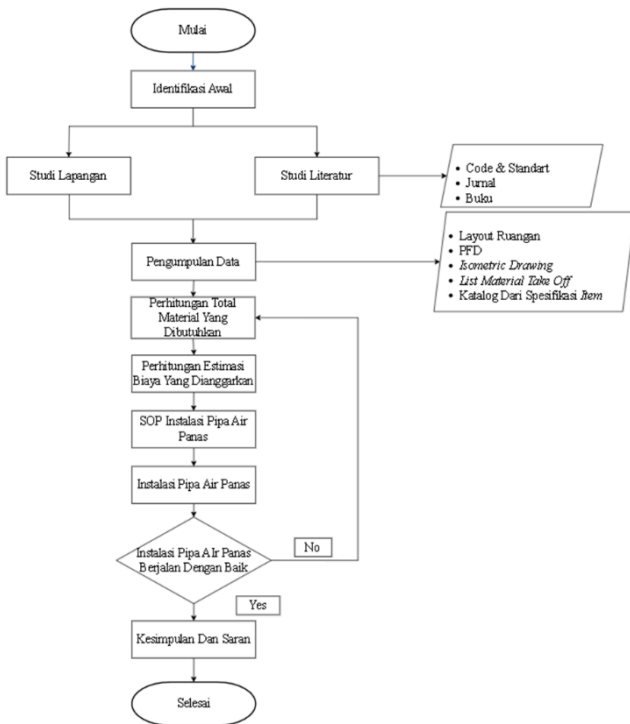 Mulai
Identifikasi Awal
Studi Lapangan
Studi Literatur
• Code & Standart
• Jurnal
• Buku
Pengumpulan Data
• Layout Ruangan
• PFD
• Isometric Drawing
• List Material Take Off
• Katalog Dari Spesifikasi Item
Perhitungan Total
Material Yang
Dibutuhkan
Perhitungan Estimasi
Biaya Yang Dianggarkan
SOP Instalasi Pipa Air
Panas
Instalasi Pipa Air Panas
Instalasi Pipa AIr Panas
Berjalan Dengan Baik
No
Yes
Kesimpulan Dan Saran
Selesai